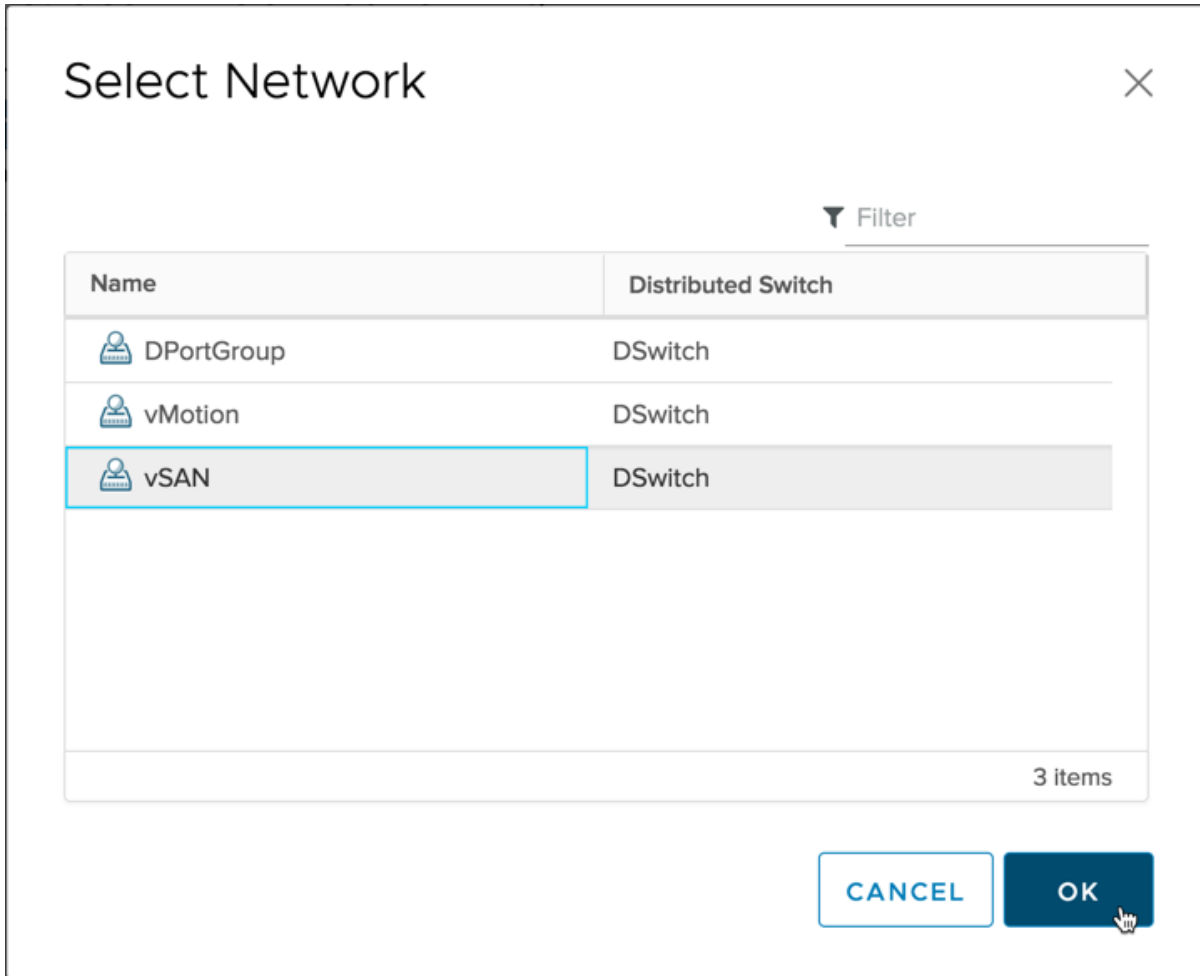 Select Network
Filter
Name Distributed Switch
DPortGroup DSwitch
vMotion DSwitch
vSAN DSwitch
3 items
CANCEL OK